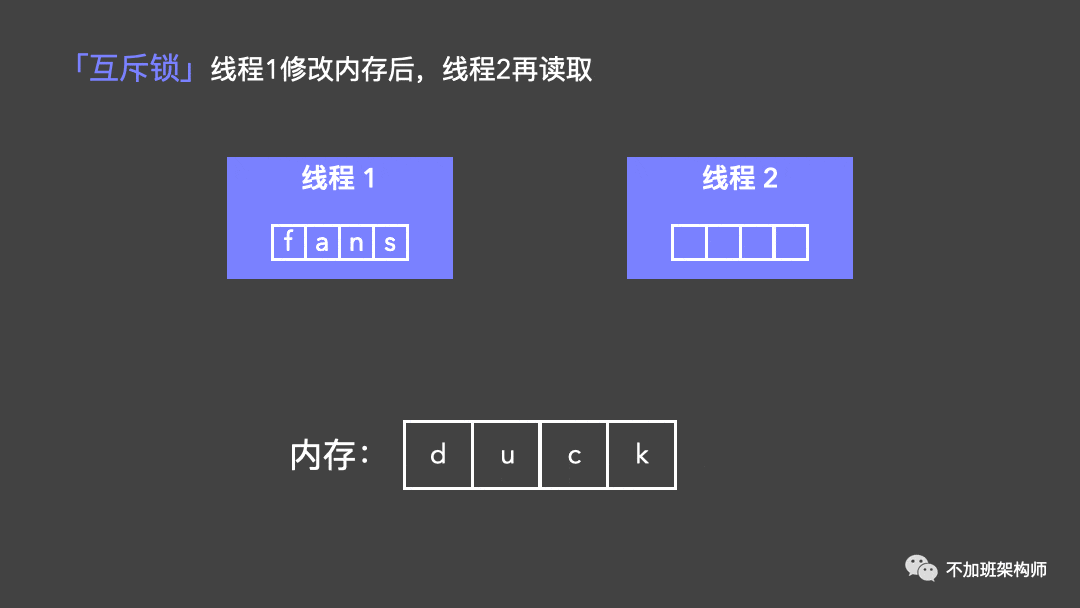 「互斥锁」线程1修改内存后，线程2再读取
线程 1
线程 2
f a n s
内存： d u c k
不加班架构师